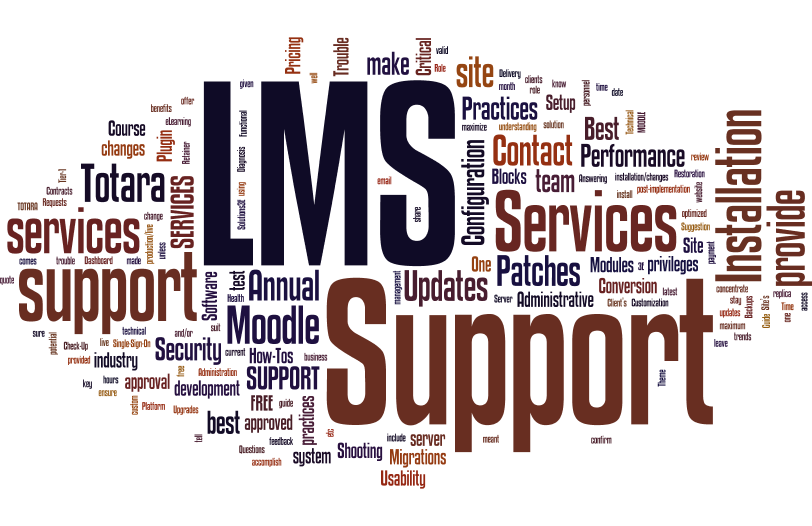 LMS
Support
Services
support
services
Installation
provide
Totara
Moodle
Annual
Updates
Patches
Contact
Performance
Practices
site
make
Critical
Role
valid
Trouble
well
Pricing
given
Delivery
month
clients
role
know
personnel
time
date
Setup
maximize
understanding
solution
Best
Technical
MOODLE
offer
benefits
eLearning
Course
changes
Plugin
Retainer
Functional
Diagnosis
using
email
share
Configuration
Blocks
team
Answering
installation/changes
Restoration
review
website
install
post-implementation
optimized
Suggestion
Site
payment
Tier-1
Contracts
Requests
TOTARA
change
SERVICES
production/live
unless
comes
trouble
Dashboard
made
quote
Software
test
Health
suit
management
One
Server
Administrative
Modules
privileges
Conversion
latest
Client's
Customization
concentrate
stay
updates
maximum
trends
leave
Backups
Guide
Site's
replica
Time
one
access
sure
potential
Check-Up
provided
live
technical
Single-Sign-On
and/or
Security
current
How-Tos
business
industry
free
Administration
SUPPORT
key
hours
ensure
approval
development
custom
Platform
Upgrades
FREE
guide
practices
best
approved
tell
feedback
etc
Questions
accomplish
system
Shooting
include
server
Migrations
Usability
meant
confirm
Theme